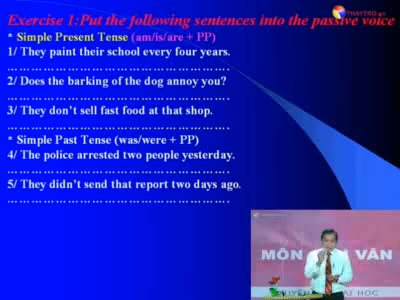 Exercise 1:Put the following sentences into the passive voice
THAYTRO.vn
* Simple Present Tense (am/is/are + PP)
1/ They paint their school every four years.
………………………………………………….
2/ Does the barking of the dog annoy you?
………………………………………………….
3/ They don’t sell fast food at that shop.
………………………………………………….
* Simple Past Tense (was/were + PP)
4/ The police arrested two people yesterday.
………………………………………………….
5/ They didn’t send that report two days ago.
………………………………………………….
MÔN VĂN
HỌC